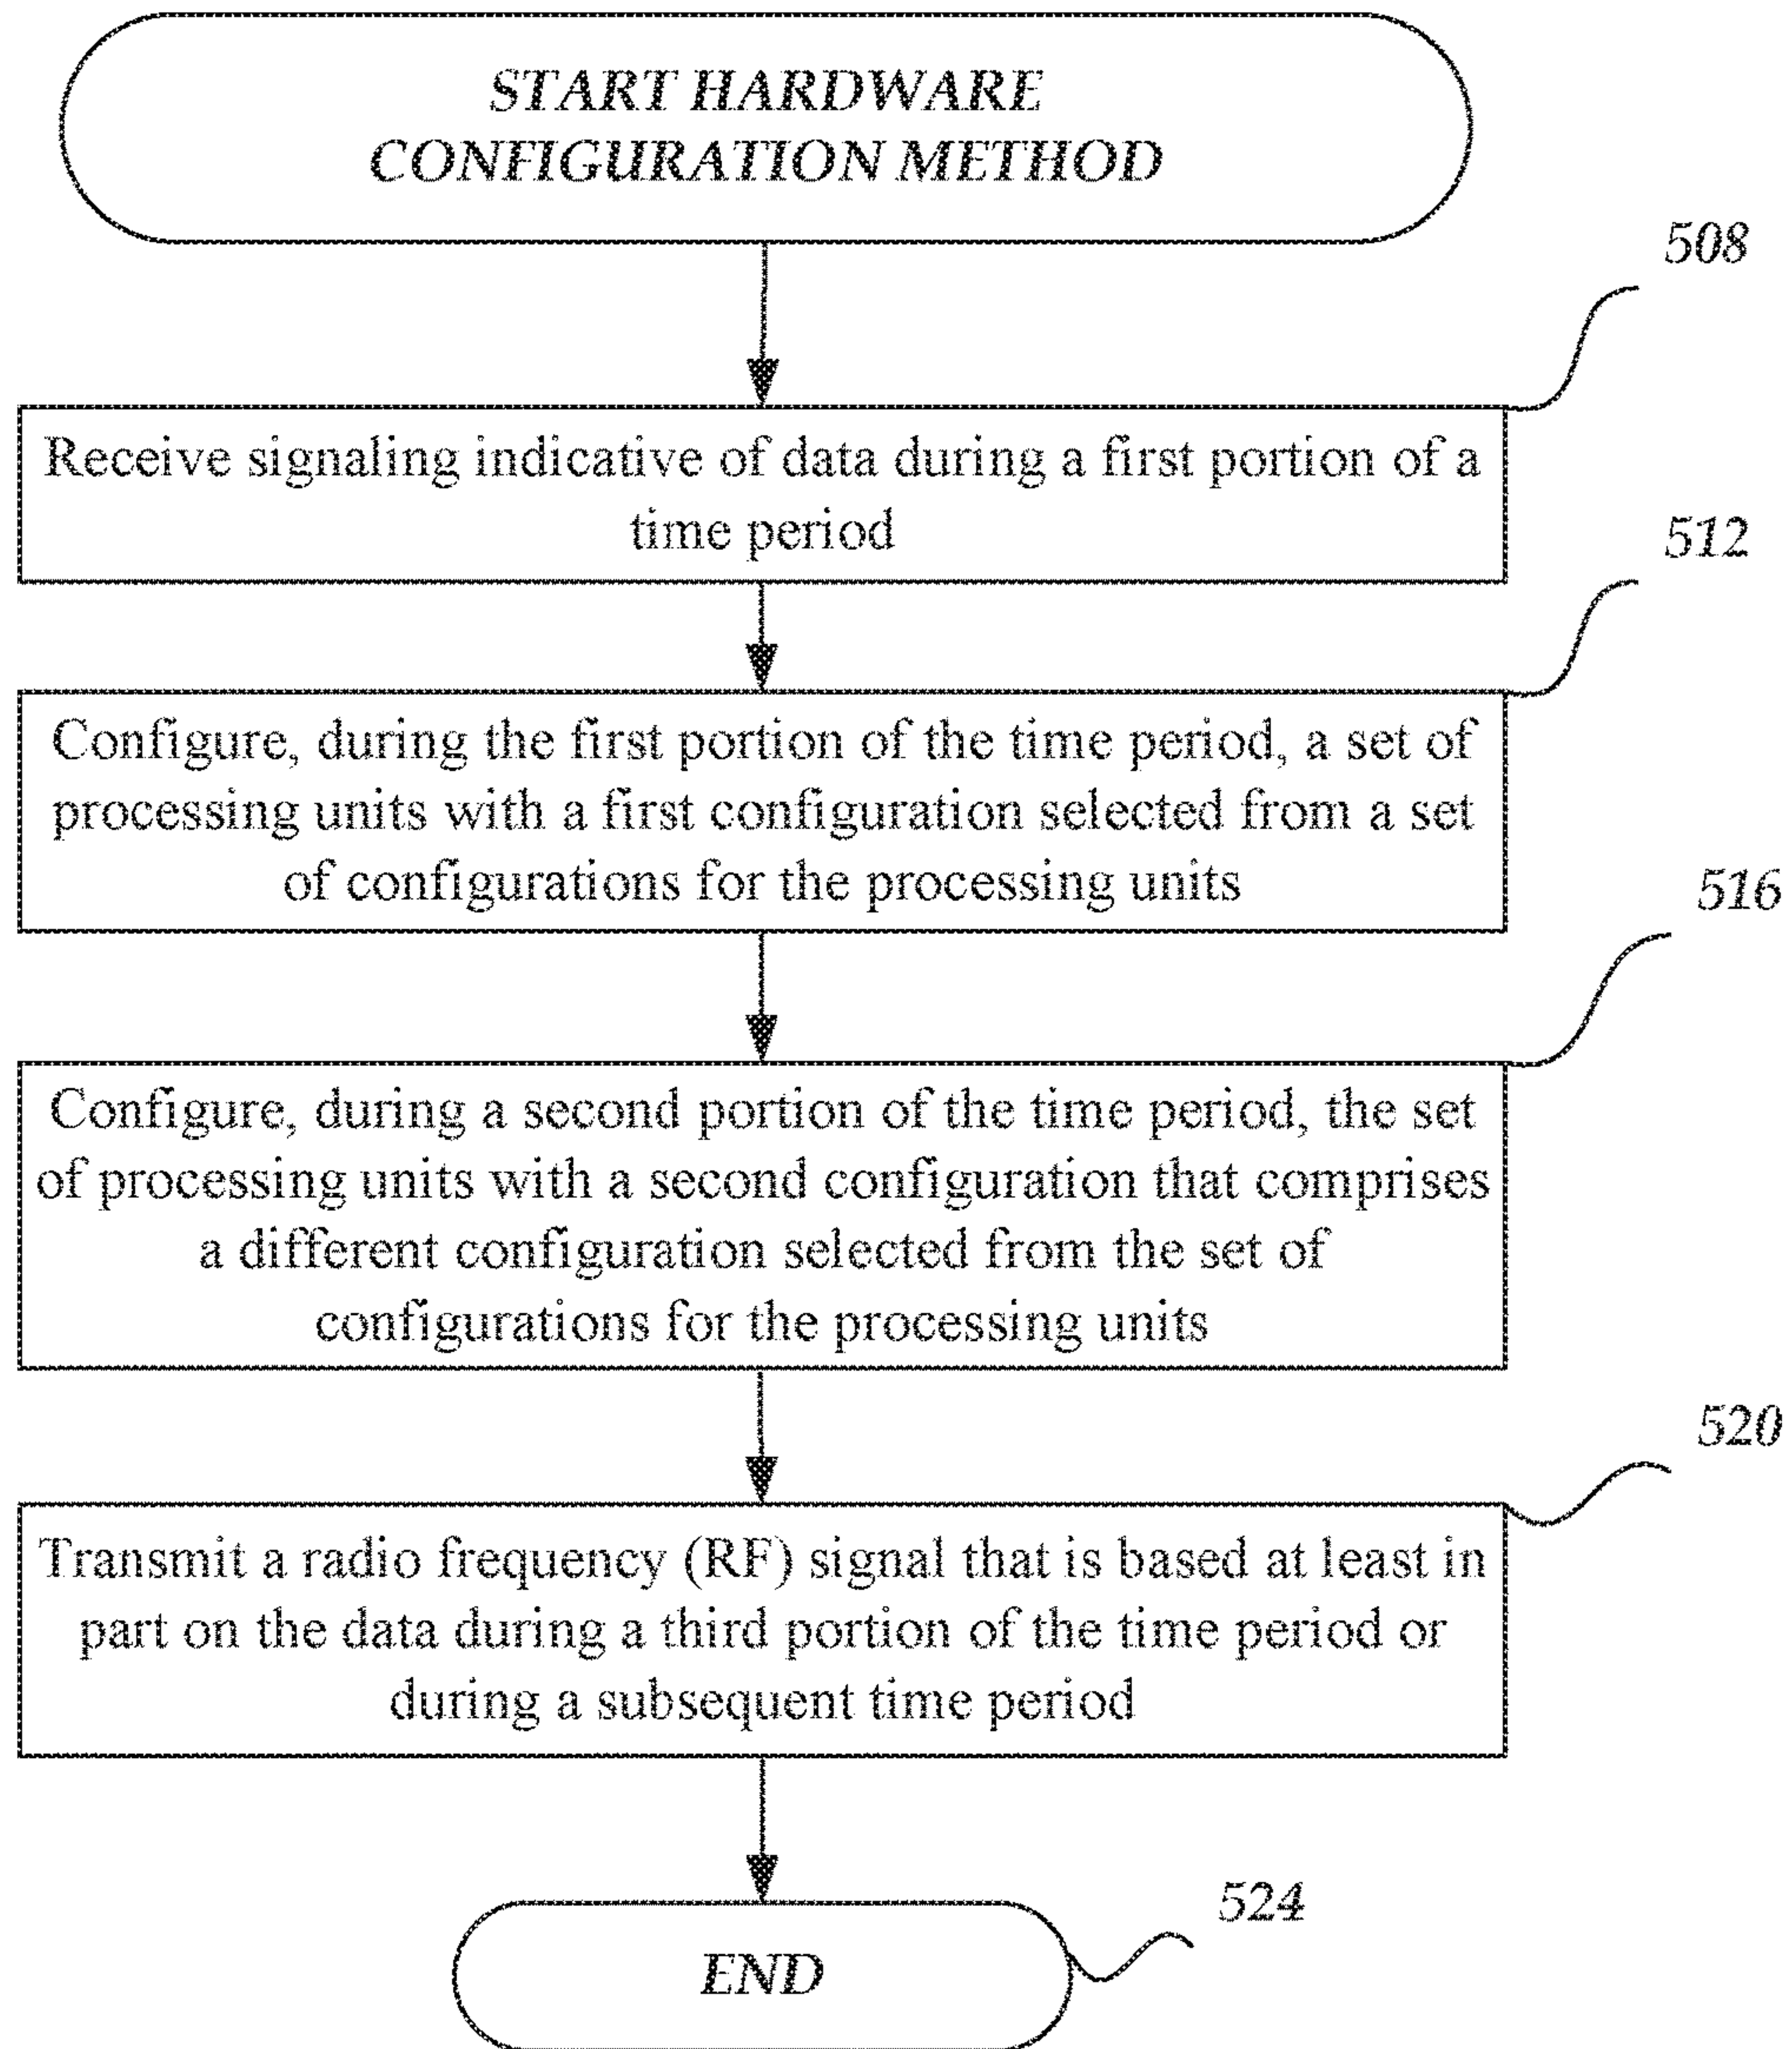 START HARDWARE
CONFIGURATION METHOD
508
Receive signaling indicative of data during a first portion of a
time period
512
Configure, during the first portion of the time period, a set of
processing units with a first configuration selected from a set
of configurations for the processing units
516
Configure, during a second portion of the time period, the set
of processing units with a second configuration that comprises
a different configuration selected from the set of
configurations for the processing units
520
Transmit a radio frequency (RF) signal that is based at least in
part on the data during a third portion of the time period or
during a subsequent time period
524
END